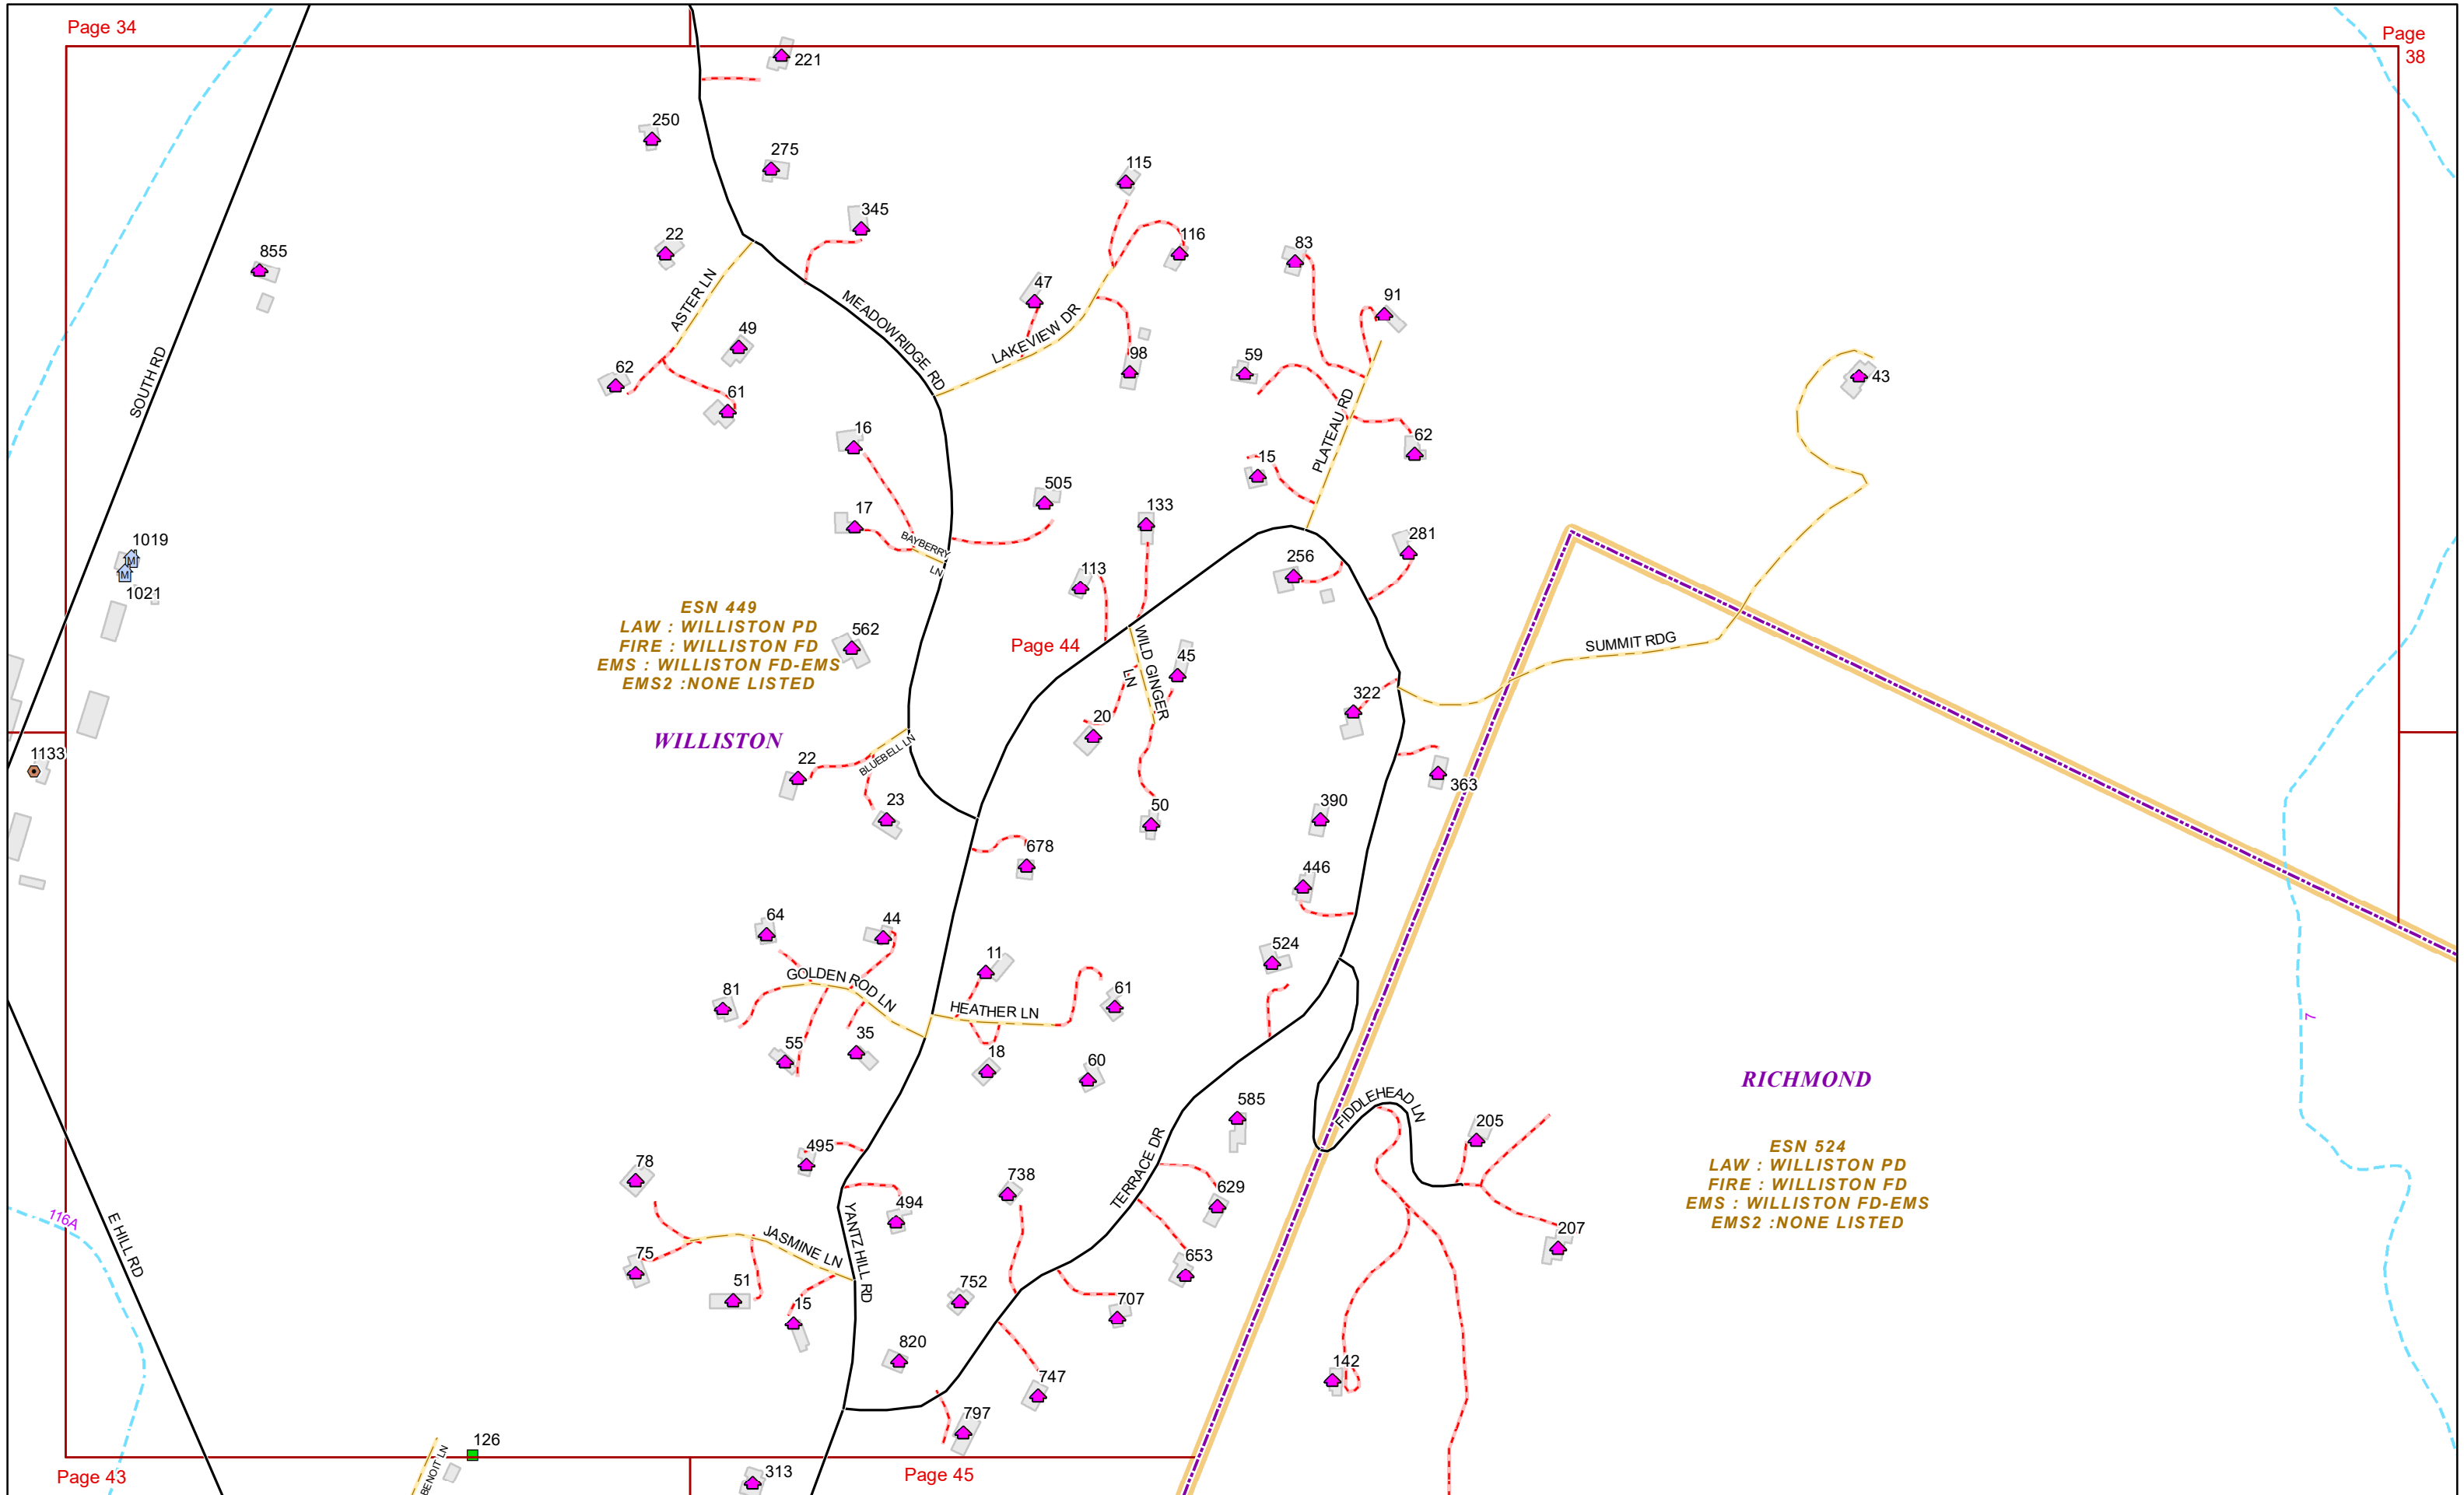 Page 34
Page
38
221
250
275
115
345
22
116
83
855
47
91
ASTER LN
MEADOWRIDGE RD
LAKEVIEW DR
49
98
59
43
62
61
SOUTH RD
PLATEAU RD
16
62
15
505
17
133
281
1019
BAYBERRY
LN
256
113
1021
ESN 449
LAW : WILLISTON PD
FIRE : WILLISTON FD
EMS : WILLISTON FD-EMS
EMS2 :NONE LISTED
562
Page 44
WILD GINGER
LN
45
SUMMIT RDG
322
20
WILLISTON
1133
22
BLUEBELL LN
363
23
50
390
678
446
64
44
11
524
GOLDEN ROD LN
81
HEATHER LN
61
7
55
35
18
60
RICHMOND
585
FIDDLEHEAD LN
205
ESN 524
LAW : WILLISTON PD
FIRE : WILLISTON FD
EMS : WILLISTON FD-EMS
EMS2 :NONE LISTED
495
78
738
TERRACE DR
629
494
116A
E HILL RD
YANTZ HILL RD
JASMINE LN
207
75
653
51
752
15
707
820
142
747
797
126
BENOIT LN
Page 43
313
Page 45
M
M